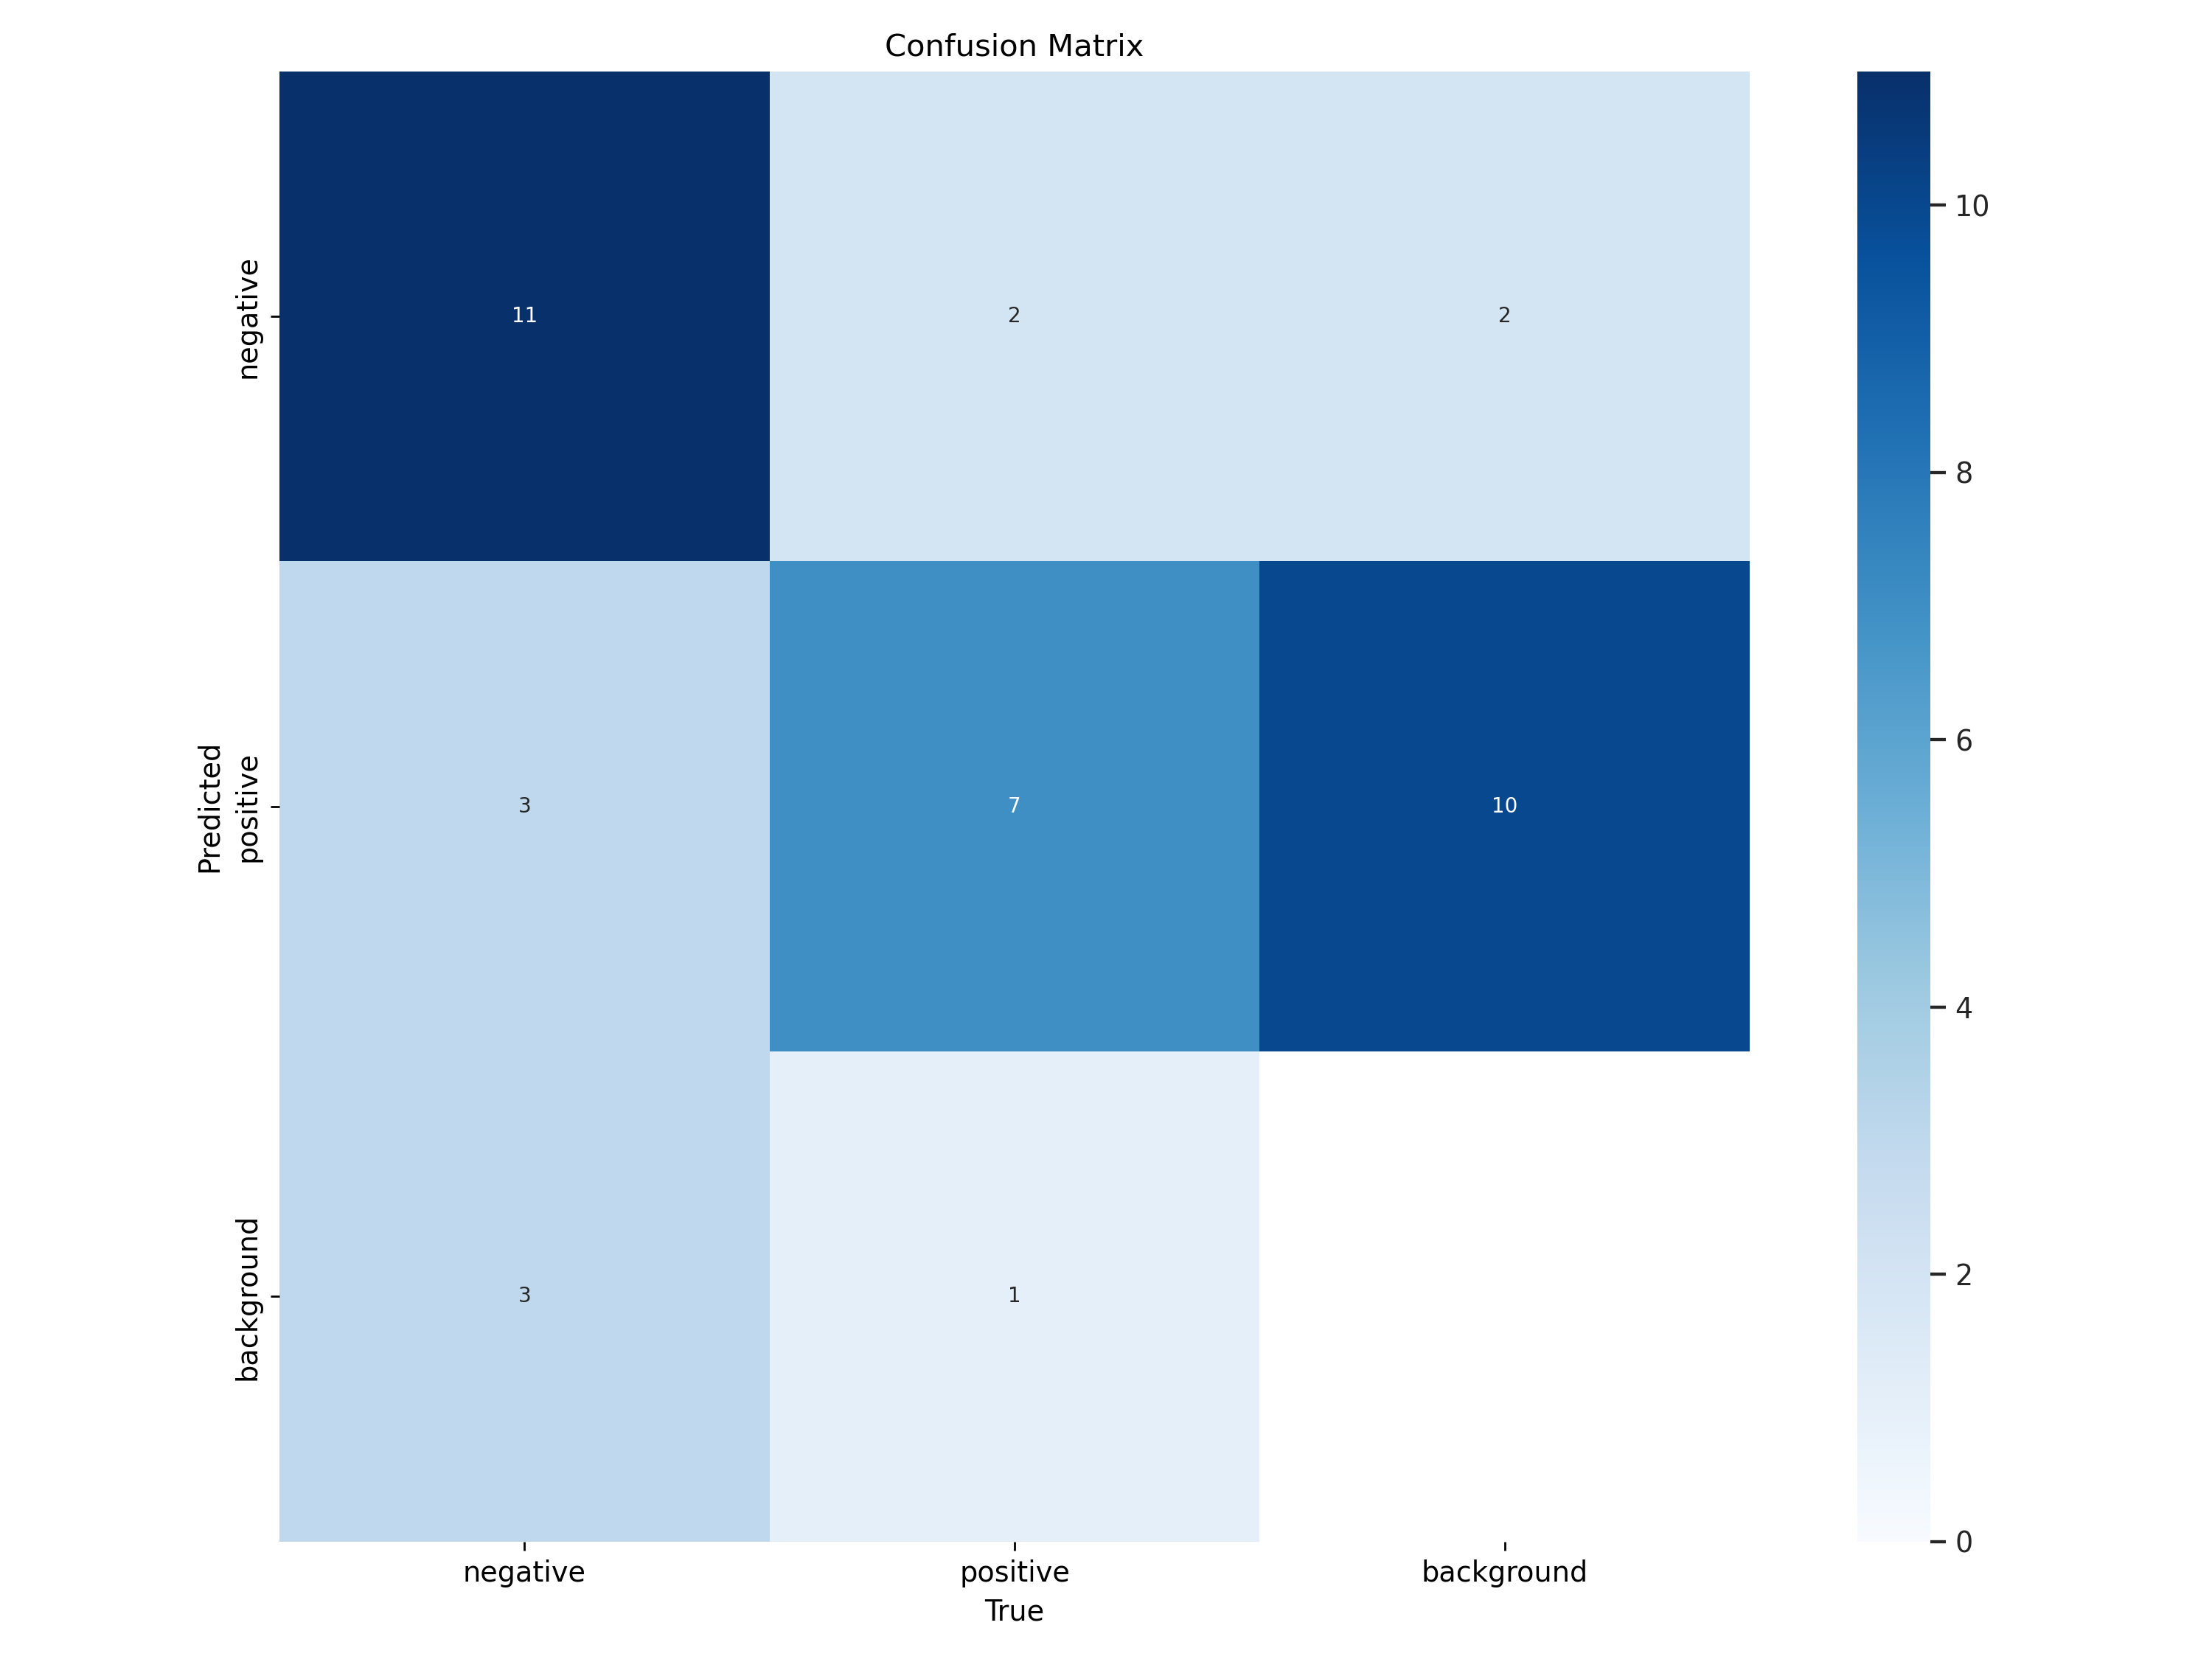 Confusion Matrix
negative
11
2
2
10
8
6
4
2
0
Predicted
positive
3
7
10
background
3
1
negative
positive
background
True